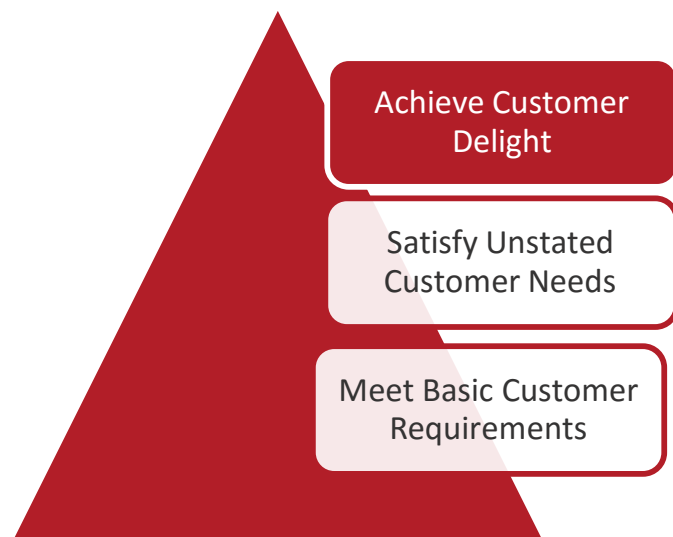 Achieve Customer
Delight
Satisfy Unstated
Customer Needs
Meet Basic Customer
Requirements